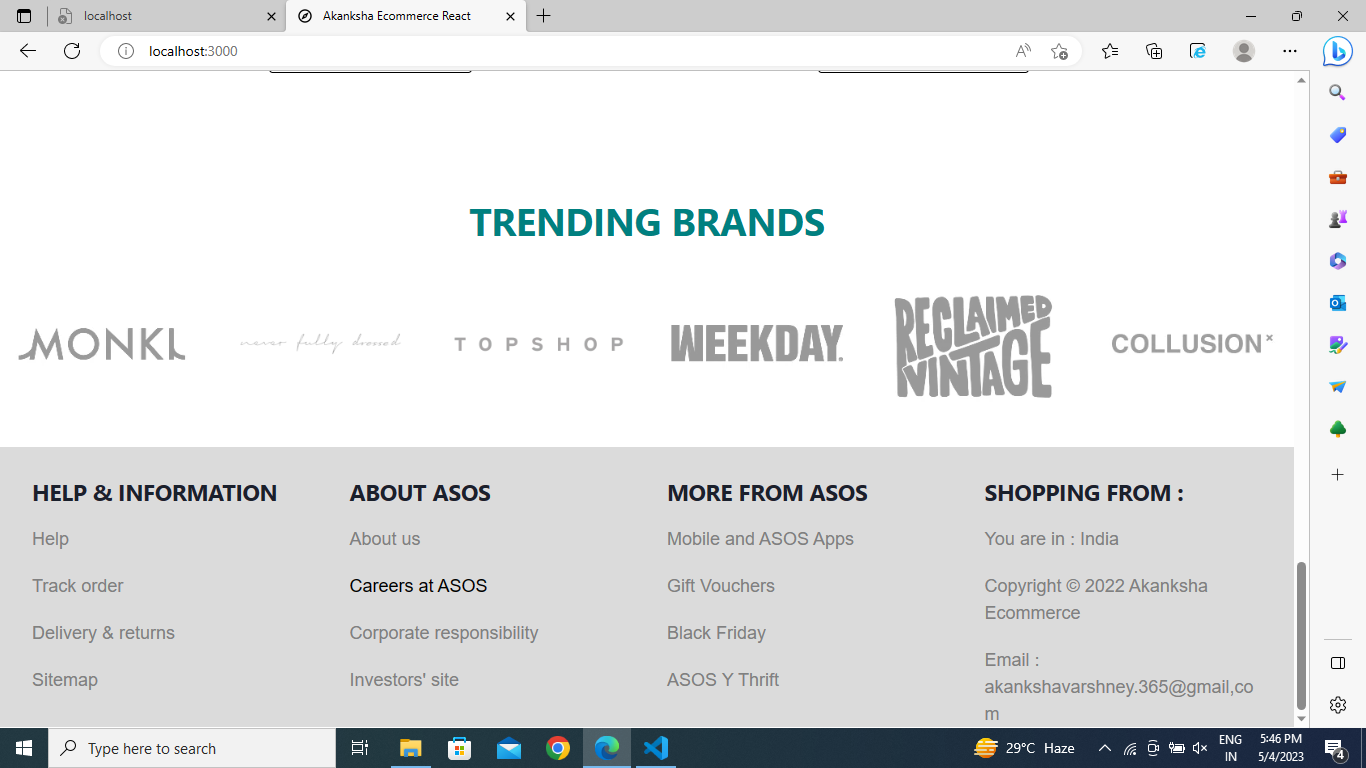 localhost
Akanksha Ecommerce React
localhost:3000
TRENDING BRANDS
MONKI
never fully dressed
TOPSHOP
WEEKDAY.
RECLAIMED VINTAGE
COLLUSION x
HELP & INFORMATION
Help
Track order
Delivery & returns
Sitemap
ABOUT ASOS
About us
Careers at ASOS
Corporate responsibility
Investors' site
MORE FROM ASOS
Mobile and ASOS Apps
Gift Vouchers
Black Friday
ASOS Y Thrift
SHOPPING FROM :
You are in : India
Copyright © 2022 Akanksha
Ecommerce
Email :
akankshavarshney.365@gmail,co
m
Type here to search
29°C Haze
ENG
IN
5:46 PM
5/4/2023
4